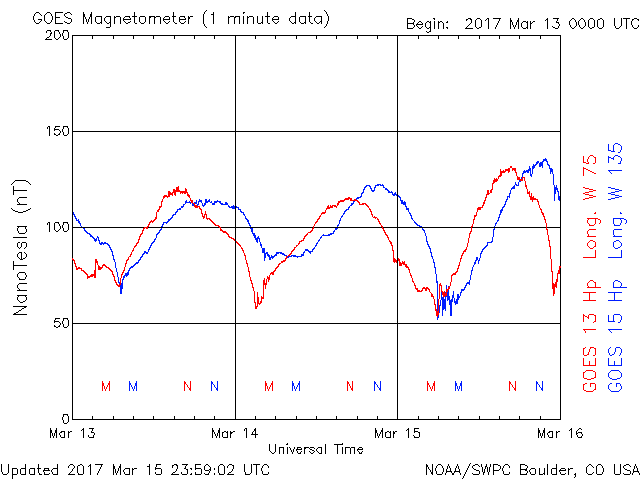 GOES Magnetometer (1 minute data)
Begin: 2017 Mar 13 0000 UTC
200
150
100
50
0
NanoTesla (nT)
M M N N M M N N M M N N
Mar 13 Mar 14 Mar 15 Mar 16
Universal Time
GOES 13 Hp Long. W 75
GOES 15 Hp Long. W 135
Updated 2017 Mar 15 23:59:02 UTC
NOAA/SWPC Boulder, CO USA